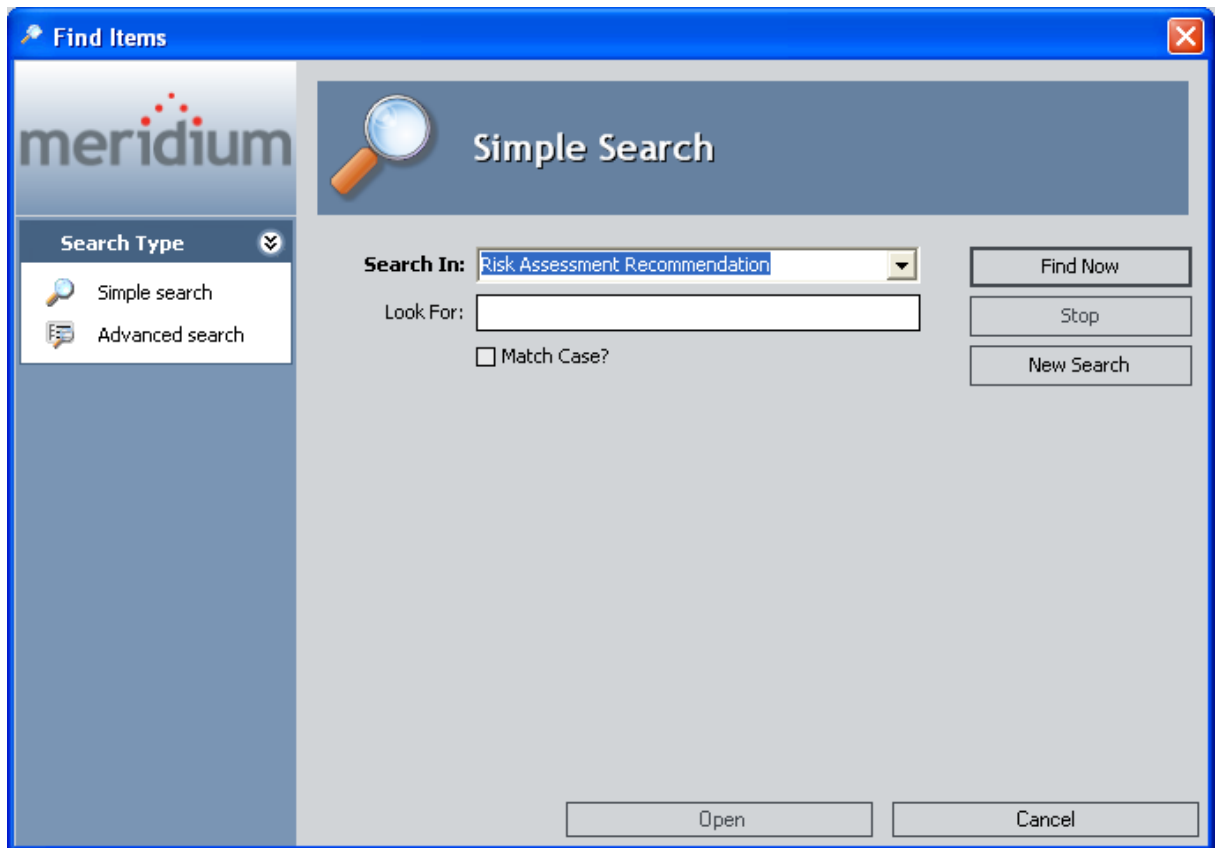 Find Items
meridium
Simple Search
Search Type
Simple search
Advanced search
Search In: Risk Assessment Recommendation
Look For:
Match Case?
Find Now
Stop
New Search
Open
Cancel